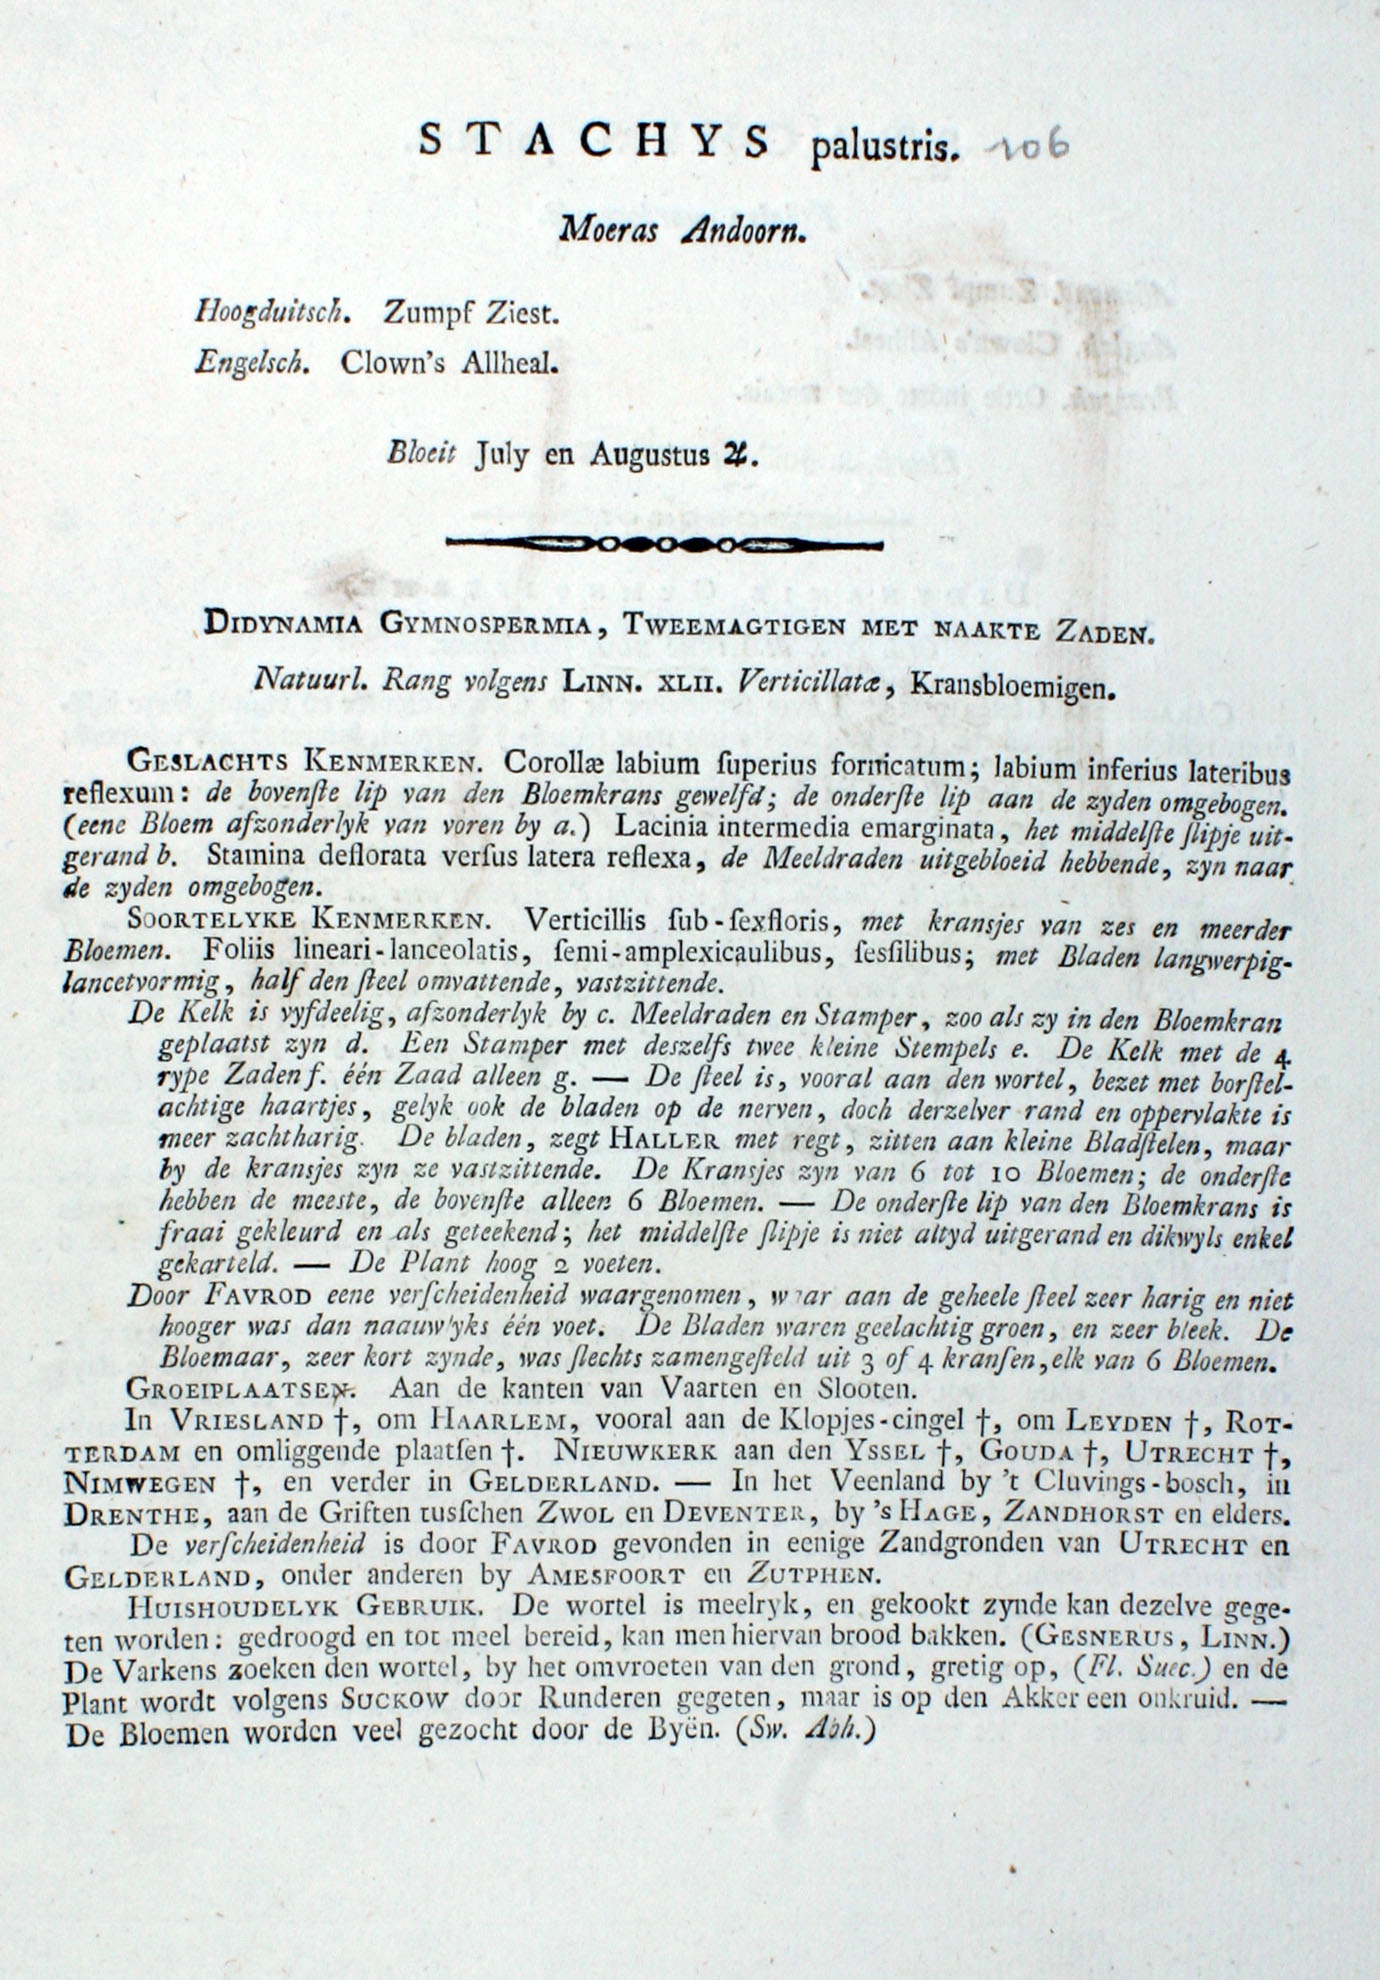 STACHYS palustris. 106
Moeras Andoorn.
Hoogduitsch. Zumpf Ziest.
Engelsch. Clown's Allheal.
Bloeit July en Augustus ♃.
DIDYNAMIA GYMNOSPERMIA, TWEEMAGTIGEN MET NAAKTE ZADEN.
Natuurl. Rang volgens LINN. XLII. Verticillatæ, Kransbloemigen.
GESLACHTS KENMERKEN. Corollæ labium ſuperius fornicatum; labium inferius lateribus
reflexum: de bovenſte lip van den Bloemkrans gewelfd; de onderſte lip aan de zyden omgebogen.
(eene Bloem afzonderlyk van voren by a.) Lacinia intermedia emarginata, het middelſte ſlipje uit-
gerand b. Stamina deflorata verſus latera reflexa, de Meeldraden uitgebloeid hebbende, zyn naar
de zyden omgebogen.
SOORTELYKE KENMERKEN. Verticillis ſub-ſexfloris, met kransjes van zes en meerder
Bloemen. Foliis lineari-lanceolatis, ſemi-amplexicaulibus, ſesſilibus; met Bladen langwerpig-
lancetvormig, half den ſteel omvattende, vastzittende.
De Kelk is vyfdeelig, afzonderlyk by c. Meeldraden en Stamper, zoo als zy in den Bloemkran
geplaatst zyn d. Een Stamper met deszelfs twee kleine Stempels e. De Kelk met de 4
rype Zaden f. één Zaad alleen g. — De ſteel is, vooral aan den wortel, bezet met borſtel-
achtige haartjes, gelyk ook de bladen op de nerven, doch derzelver rand en oppervlakte is
meer zachtharig. De bladen, zegt HALLER met regt, zitten aan kleine Bladſtelen, maar
by de kransjes zyn ze vastzittende. De Kransjes zyn van 6 tot 10 Bloemen; de onderſte
hebben de meeste, de bovenſte alleen 6 Bloemen. — De onderſte lip van den Bloemkrans is
fraai gekleurd en als geteekend; het middelſte ſlipje is niet altyd uitgerand en dikwyls enkel
gekarteld. — De Plant hoog 2 voeten.
Door FAVROD eene verſcheidenheid waargenomen, waar aan de geheele ſteel zeer harig en niet
hooger was dan naauwlyks één voet. De Bladen waren geelachtig groen, en zeer bleek. De
Bloemaar, zeer kort zynde, was ſlechts zamengeſteld uit 3 of 4 kranſen, elk van 6 Bloemen.
GROEIPLAATSEN. Aan de kanten van Vaarten en Slooten.
In VRIESLAND †, om HAARLEM, vooral aan de Klopjes-cingel †, om LEYDEN †, ROT-
TERDAM en omliggende plaatſen †. NIEUWKERK aan den YSSEL †, GOUDA †, UTRECHT †,
NIMWEGEN †, en verder in GELDERLAND. — In het Veenland by 't Cluvings-bosch, in
DRENTHE, aan de Griften tusſchen ZWOL en DEVENTER, by 's HAGE, ZANDHORST en elders.
De verſcheidenheid is door FAVROD gevonden in eenige Zandgronden van UTRECHT en
GELDERLAND, onder anderen by AMESFOORT en ZUTPHEN.
HUISHOUDELYK GEBRUIK. De wortel is meelryk, en gekookt zynde kan dezelve gege-
ten worden: gedroogd en tot meel bereid, kan men hiervan brood bakken. (GESNERUS, LINN.)
De Varkens zoeken den wortel, by het omvroeten van den grond, gretig op, (Fl. Suec.) en de
Plant wordt volgens SUCKOW door Runderen gegeten, maar is op den Akker een onkruid. —
De Bloemen worden veel gezocht door de Byën. (Sw. Abh.)